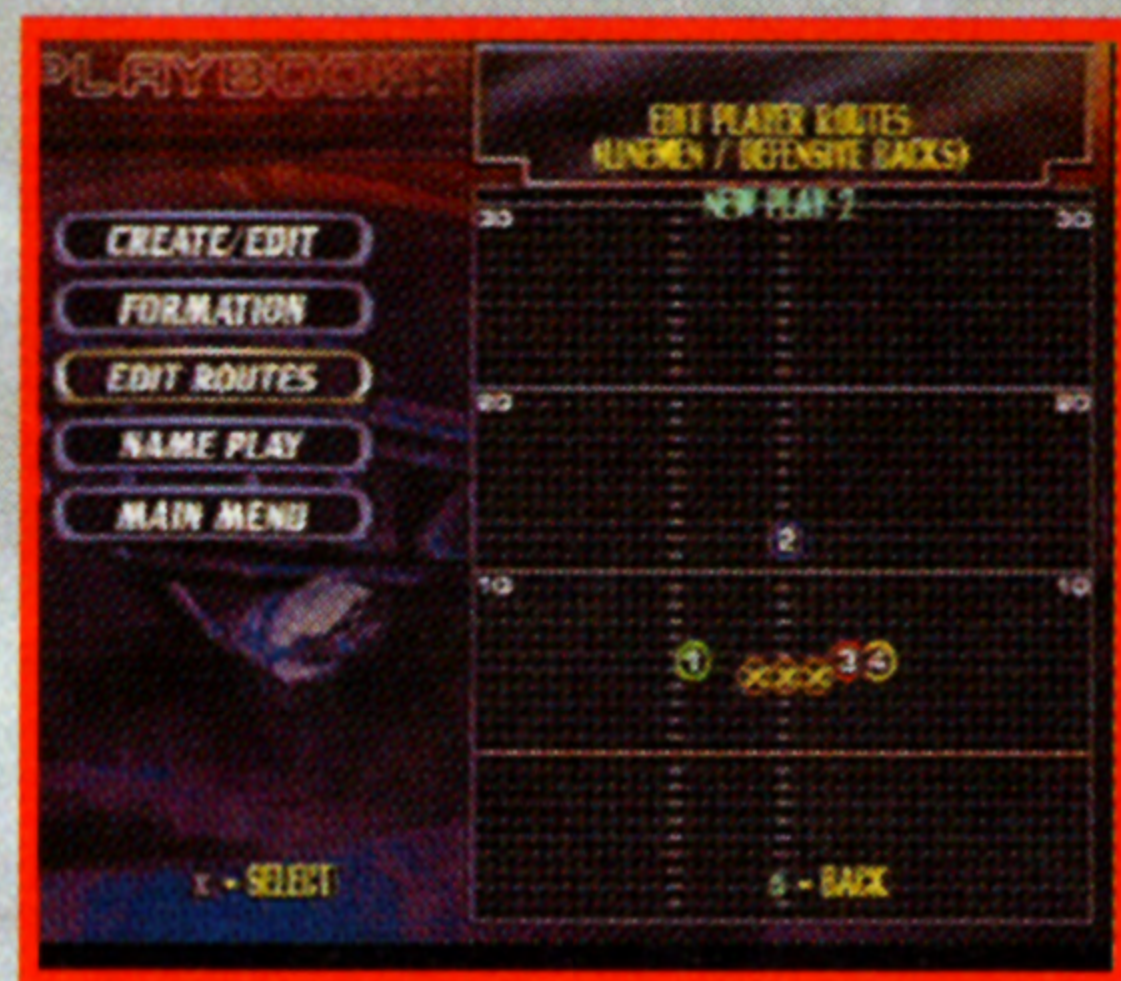 PLAYBOOKS
CREATE/EDIT
FORMATION
EDIT ROUTES
NAME PLAY
MAIN MENU
X - SELECT
EDIT PLAYER ROUTES
(LINEMEN / DEFENSIVE BACKS)
NEW PLAY 2
30 30
20 20
2
10 10
1 X X X 3 4
- BACK